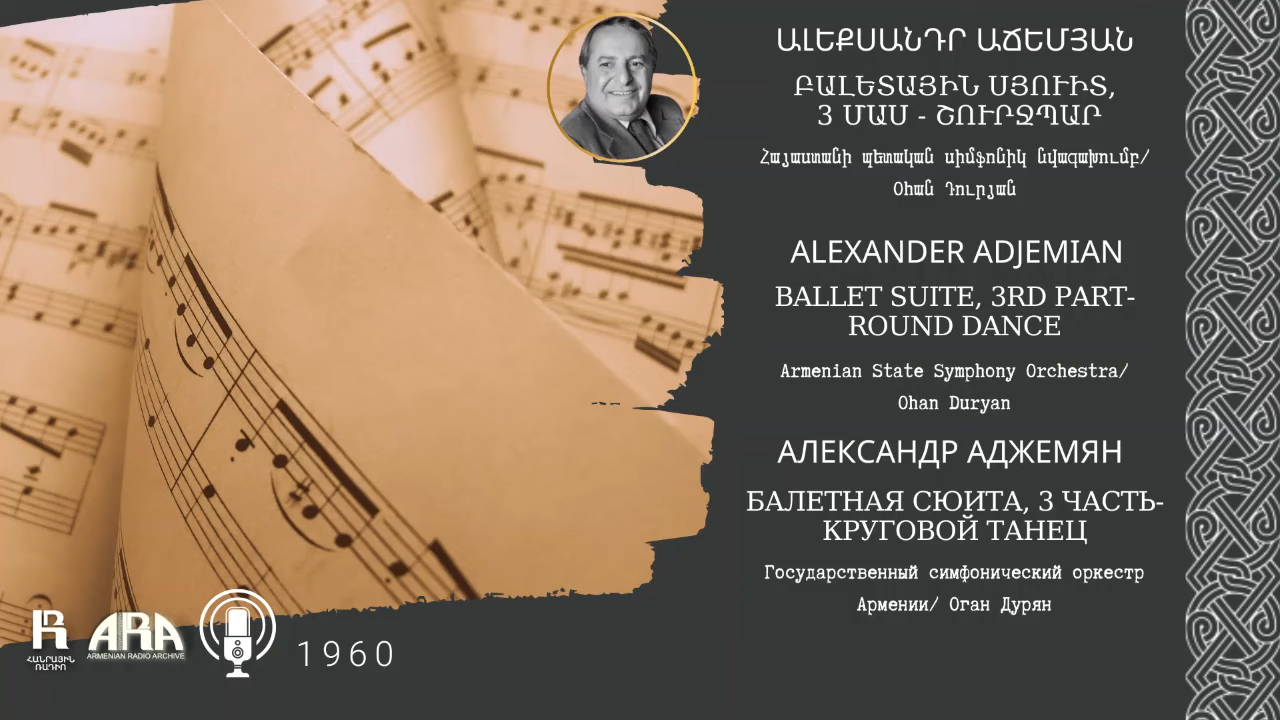 ԱԼԵՔՍԱՆԴՐ ԱՃԵՄՅԱՆ
ԲԱԼԵՏԱՅԻՆ ՍՅՈՒԻՏ,
3 ՄԱՍ - ՇՈՒՐՋՊԱՐ
Հայաստանի պետական սիմֆոնիկ նվագախումբ/
Օհան Դուրյան
ALEXANDER ADJEMIAN
BALLET SUITE, 3RD PART-
ROUND DANCE
Armenian State Symphony Orchestra/
Ohan Duryan
АЛЕКСАНДР АДЖЕМЯН
БАЛЕТНАЯ СЮИТА, 3 ЧАСТЬ-
КРУГОВОЙ ТАНЕЦ
Государственный симфонический оркестр
Армении/ Оган Дурян
ՀԱՆՐԱՅԻՆ
ՌԱԴԻՈ
ARA
ARMENIAN RADIO ARCHIVE
1960